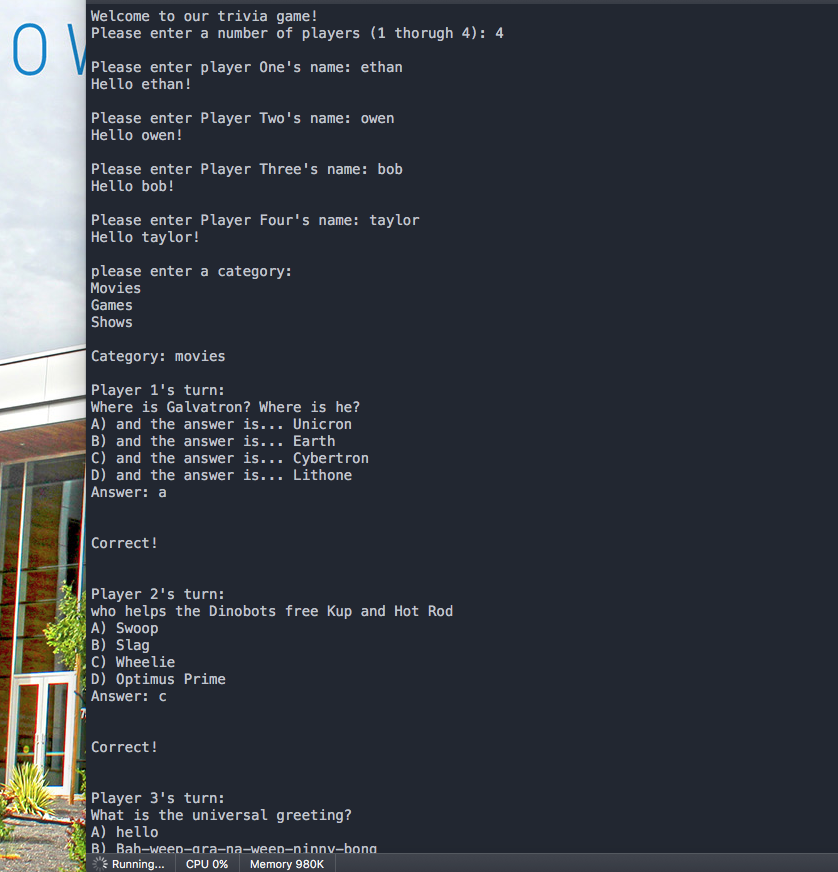 O W
Welcome to our trivia game!
Please enter a number of players (1 thorugh 4): 4
Please enter player One's name: ethan
Hello ethan!
Please enter Player Two's name: owen
Hello owen!
Please enter Player Three's name: bob
Hello bob!
Please enter Player Four's name: taylor
Hello taylor!
please enter a category:
Movies
Games
Shows
Category: movies
Player 1's turn:
Where is Galvatron? Where is he?
A) and the answer is... Unicron
B) and the answer is... Earth
C) and the answer is... Cybertron
D) and the answer is... Lithone
Answer: a
Correct!
Player 2's turn:
who helps the Dinobots free Kup and Hot Rod
A) Swoop
B) Slag
C) Wheelie
D) Optimus Prime
Answer: c
Correct!
Player 3's turn:
What is the universal greeting?
A) hello
B) Bah-weep-gra-na-weep-ninny-bong
Running... CPU 0% Memory 980K